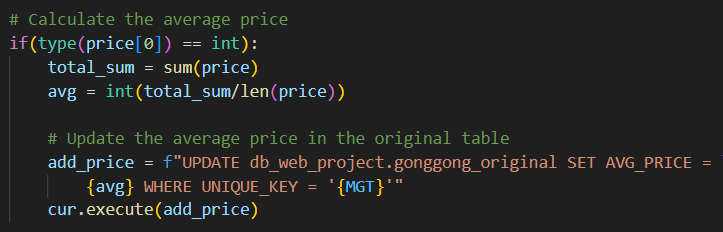 # Calculate the average price
if(type(price[0]) == int):
    total_sum = sum(price)
    avg = int(total_sum/len(price))

    # Update the average price in the original table
    add_price = f"UPDATE db_web_project.gonggong_original SET AVG_PRICE =
        {avg} WHERE UNIQUE_KEY = '{MGT}'"
    cur.execute(add_price)